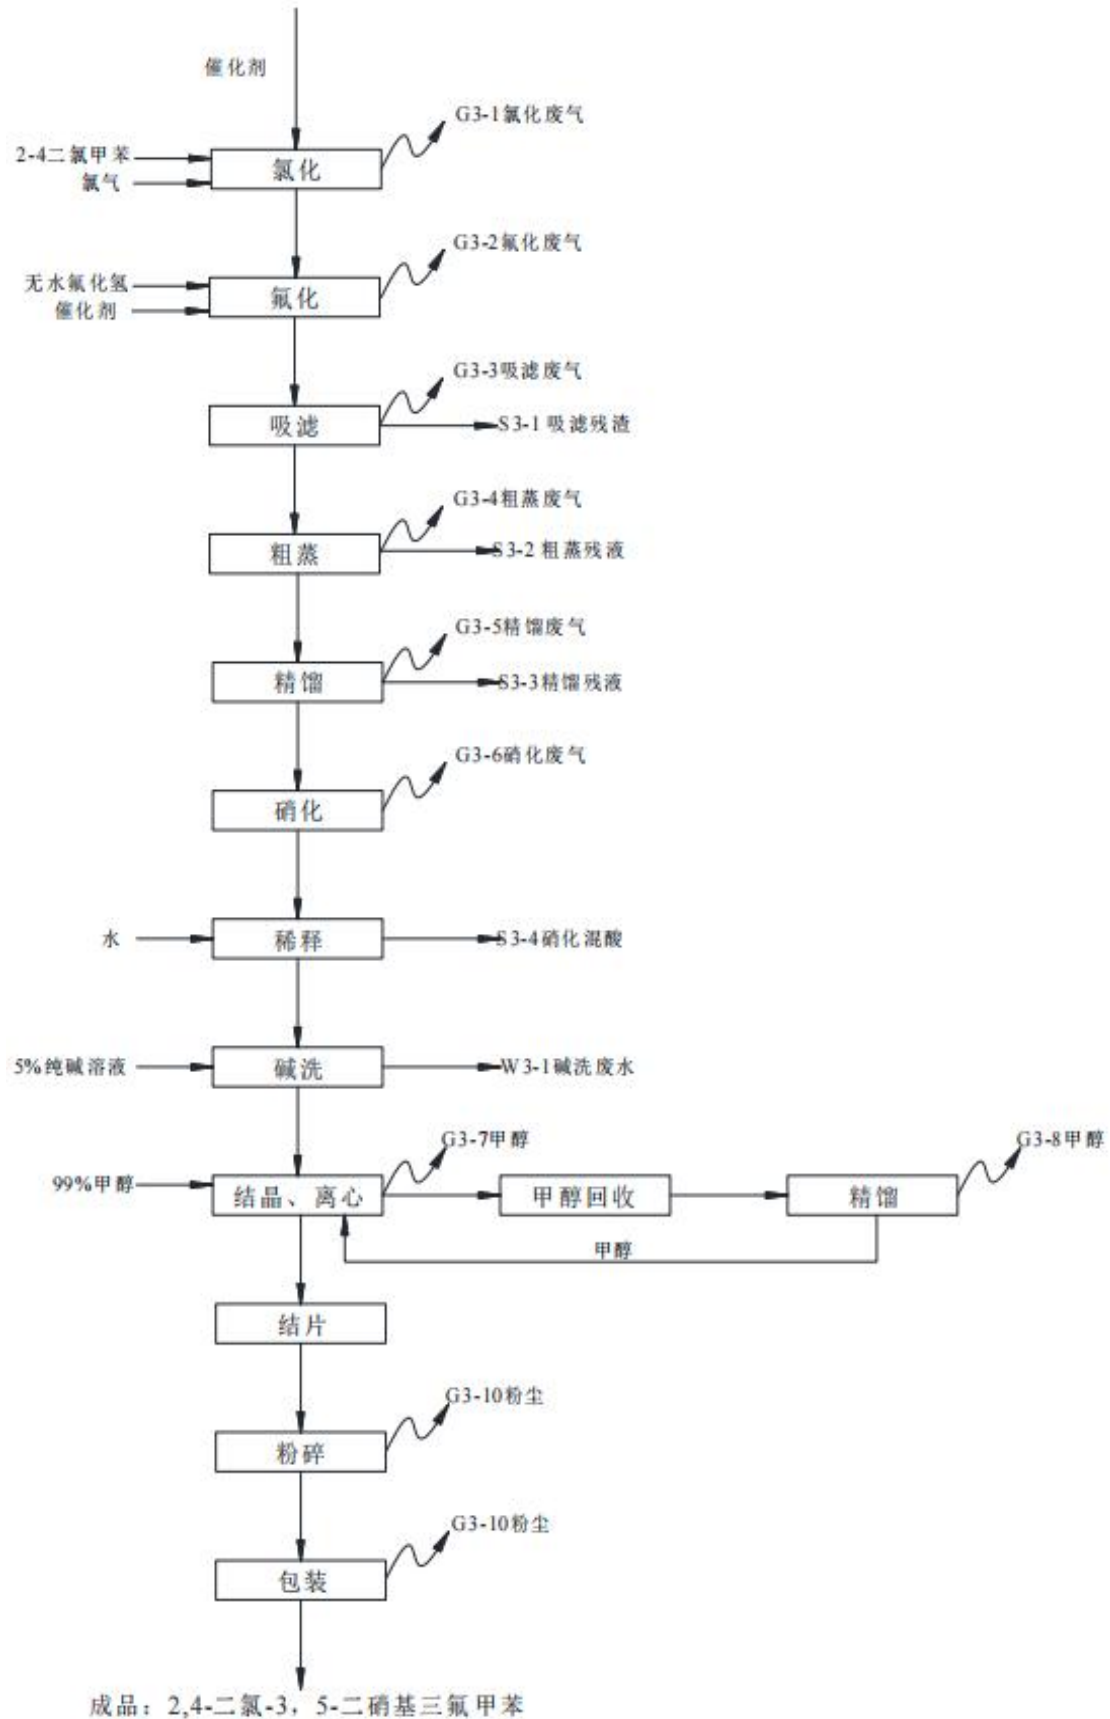 催化剂
G3-1氯化废气
2-4二氯甲苯
氯气
氯化
G3-2氟化废气
无水氟化氢
催化剂
氟化
G3-3吸滤废气
吸滤
S3-1 吸滤残渣
G3-4粗蒸废气
粗蒸
S3-2 粗蒸残液
G3-5精馏废气
精馏
S3-3精馏残液
G3-6硝化废气
硝化
水
稀释
S3-4硝化混酸
5%纯碱溶液
碱洗
W3-1碱洗废水
G3-7甲醇
G3-8甲醇
99%甲醇
结晶、离心
甲醇回收
精馏
甲醇
结片
G3-10粉尘
粉碎
G3-10粉尘
包装
成品：2,4-二氯-3，5-二硝基三氟甲苯